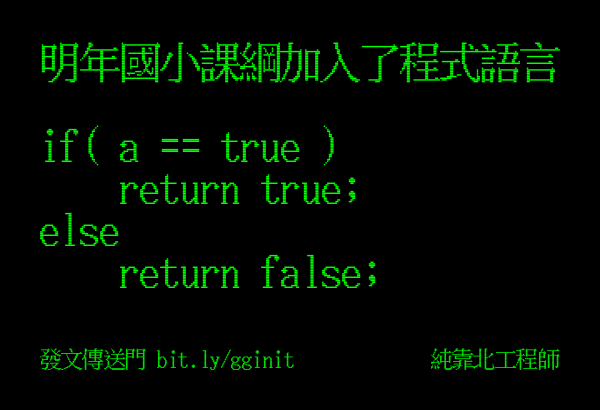 明年國小課綱加入了程式語言
if( a == true )
    return true;
else
    return false;
發文傳送門 bit.ly/gginit 純靠北工程師